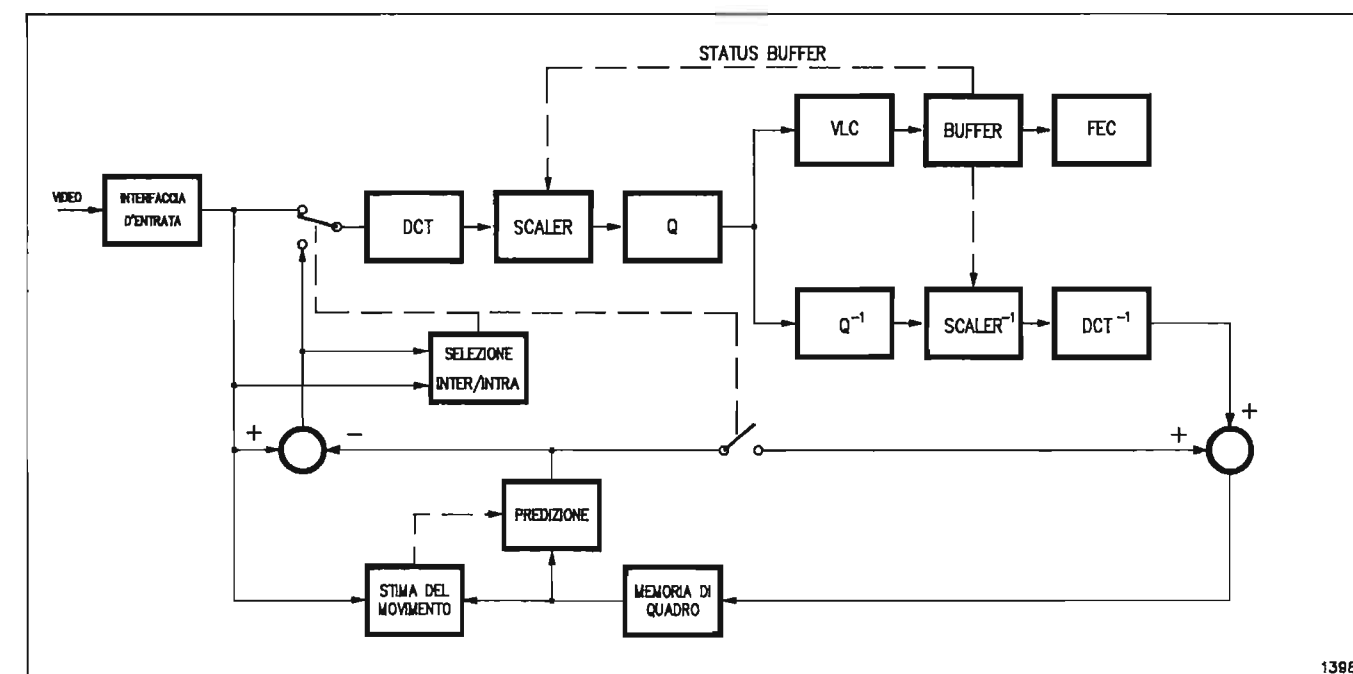 STATUS BUFFER
VLC
BUFFER
FEC
VIDEO
INTERFACCIA
D'ENTRATA
DCT
SCALER
Q
Q⁻¹
SCALER⁻¹
DCT⁻¹
SELEZIONE
INTER/INTRA
+
-
+
+
PREDIZIONE
STIMA DEL
MOVIMENTO
MEMORIA DI
QUADRO
1398